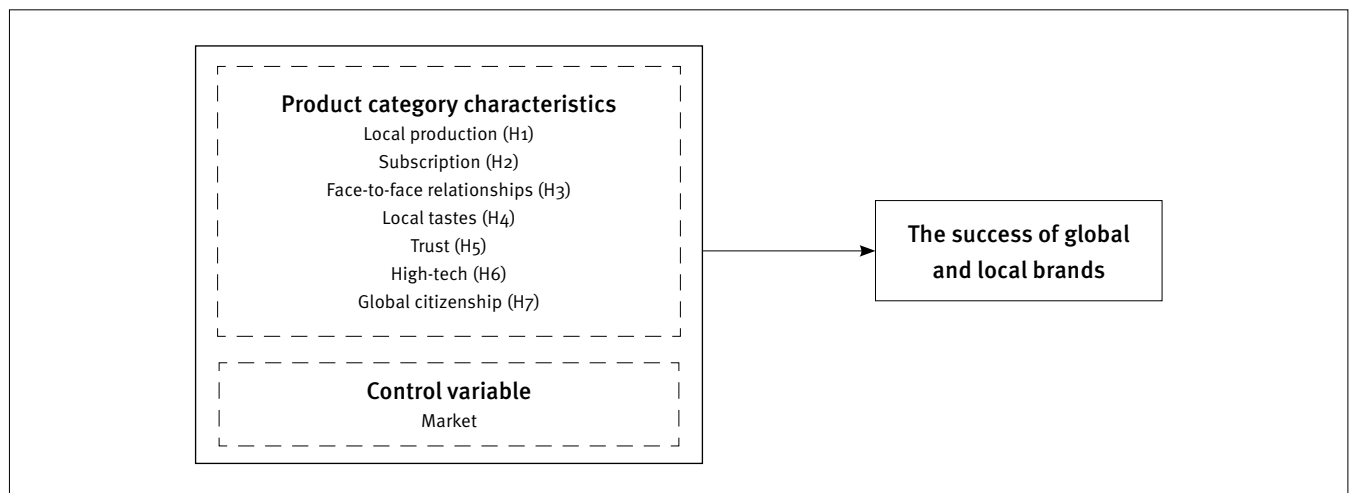 Product category characteristics
Local production (H1)
Subscription (H2)
Face-to-face relationships (H3)
Local tastes (H4)
Trust (H5)
High-tech (H6)
Global citizenship (H7)
Control variable
Market
The success of global
and local brands